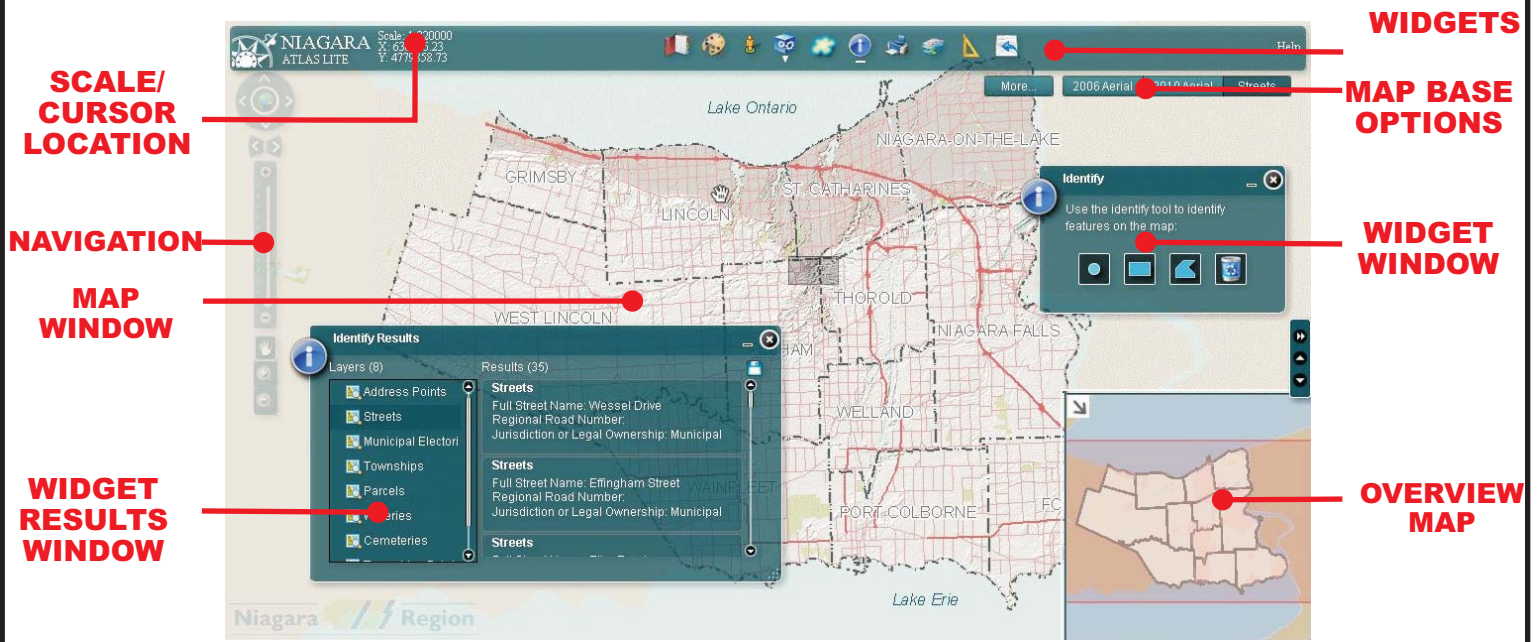 WIDGETS
NIAGARA
ATLAS LITE
Help
SCALE/
CURSOR
LOCATION
More...
2006 Aerial
Streets
MAP BASE
OPTIONS
Lake Ontario
NIAGARA-ON-THE-LAKE
GRIMSBY
ST. CATHARINES
LINCOLN
Identify
Use the identify tool to identify
features on the map:
NAVIGATION
WIDGET
WINDOW
MAP
WINDOW
THOROLD
WEST LINCOLN
NIAGARA FALLS
HAM
Identify Results
Layers (8)
Results (35)
Address Points
Streets
Municipal Electori
Townships
Parcels
Cemeteries
Streets
Full Street Name: Wessel Drive
Regional Road Number:
Jurisdiction or Legal Ownership: Municipal
Streets
Full Street Name: Effingham Street
Regional Road Number:
Jurisdiction or Legal Ownership: Municipal
Streets
WELLAND
WAINFLEET
PORT COLBORNE
FC
WIDGET
RESULTS
WINDOW
OVERVIEW
MAP
Lake Erie
Niagara Region